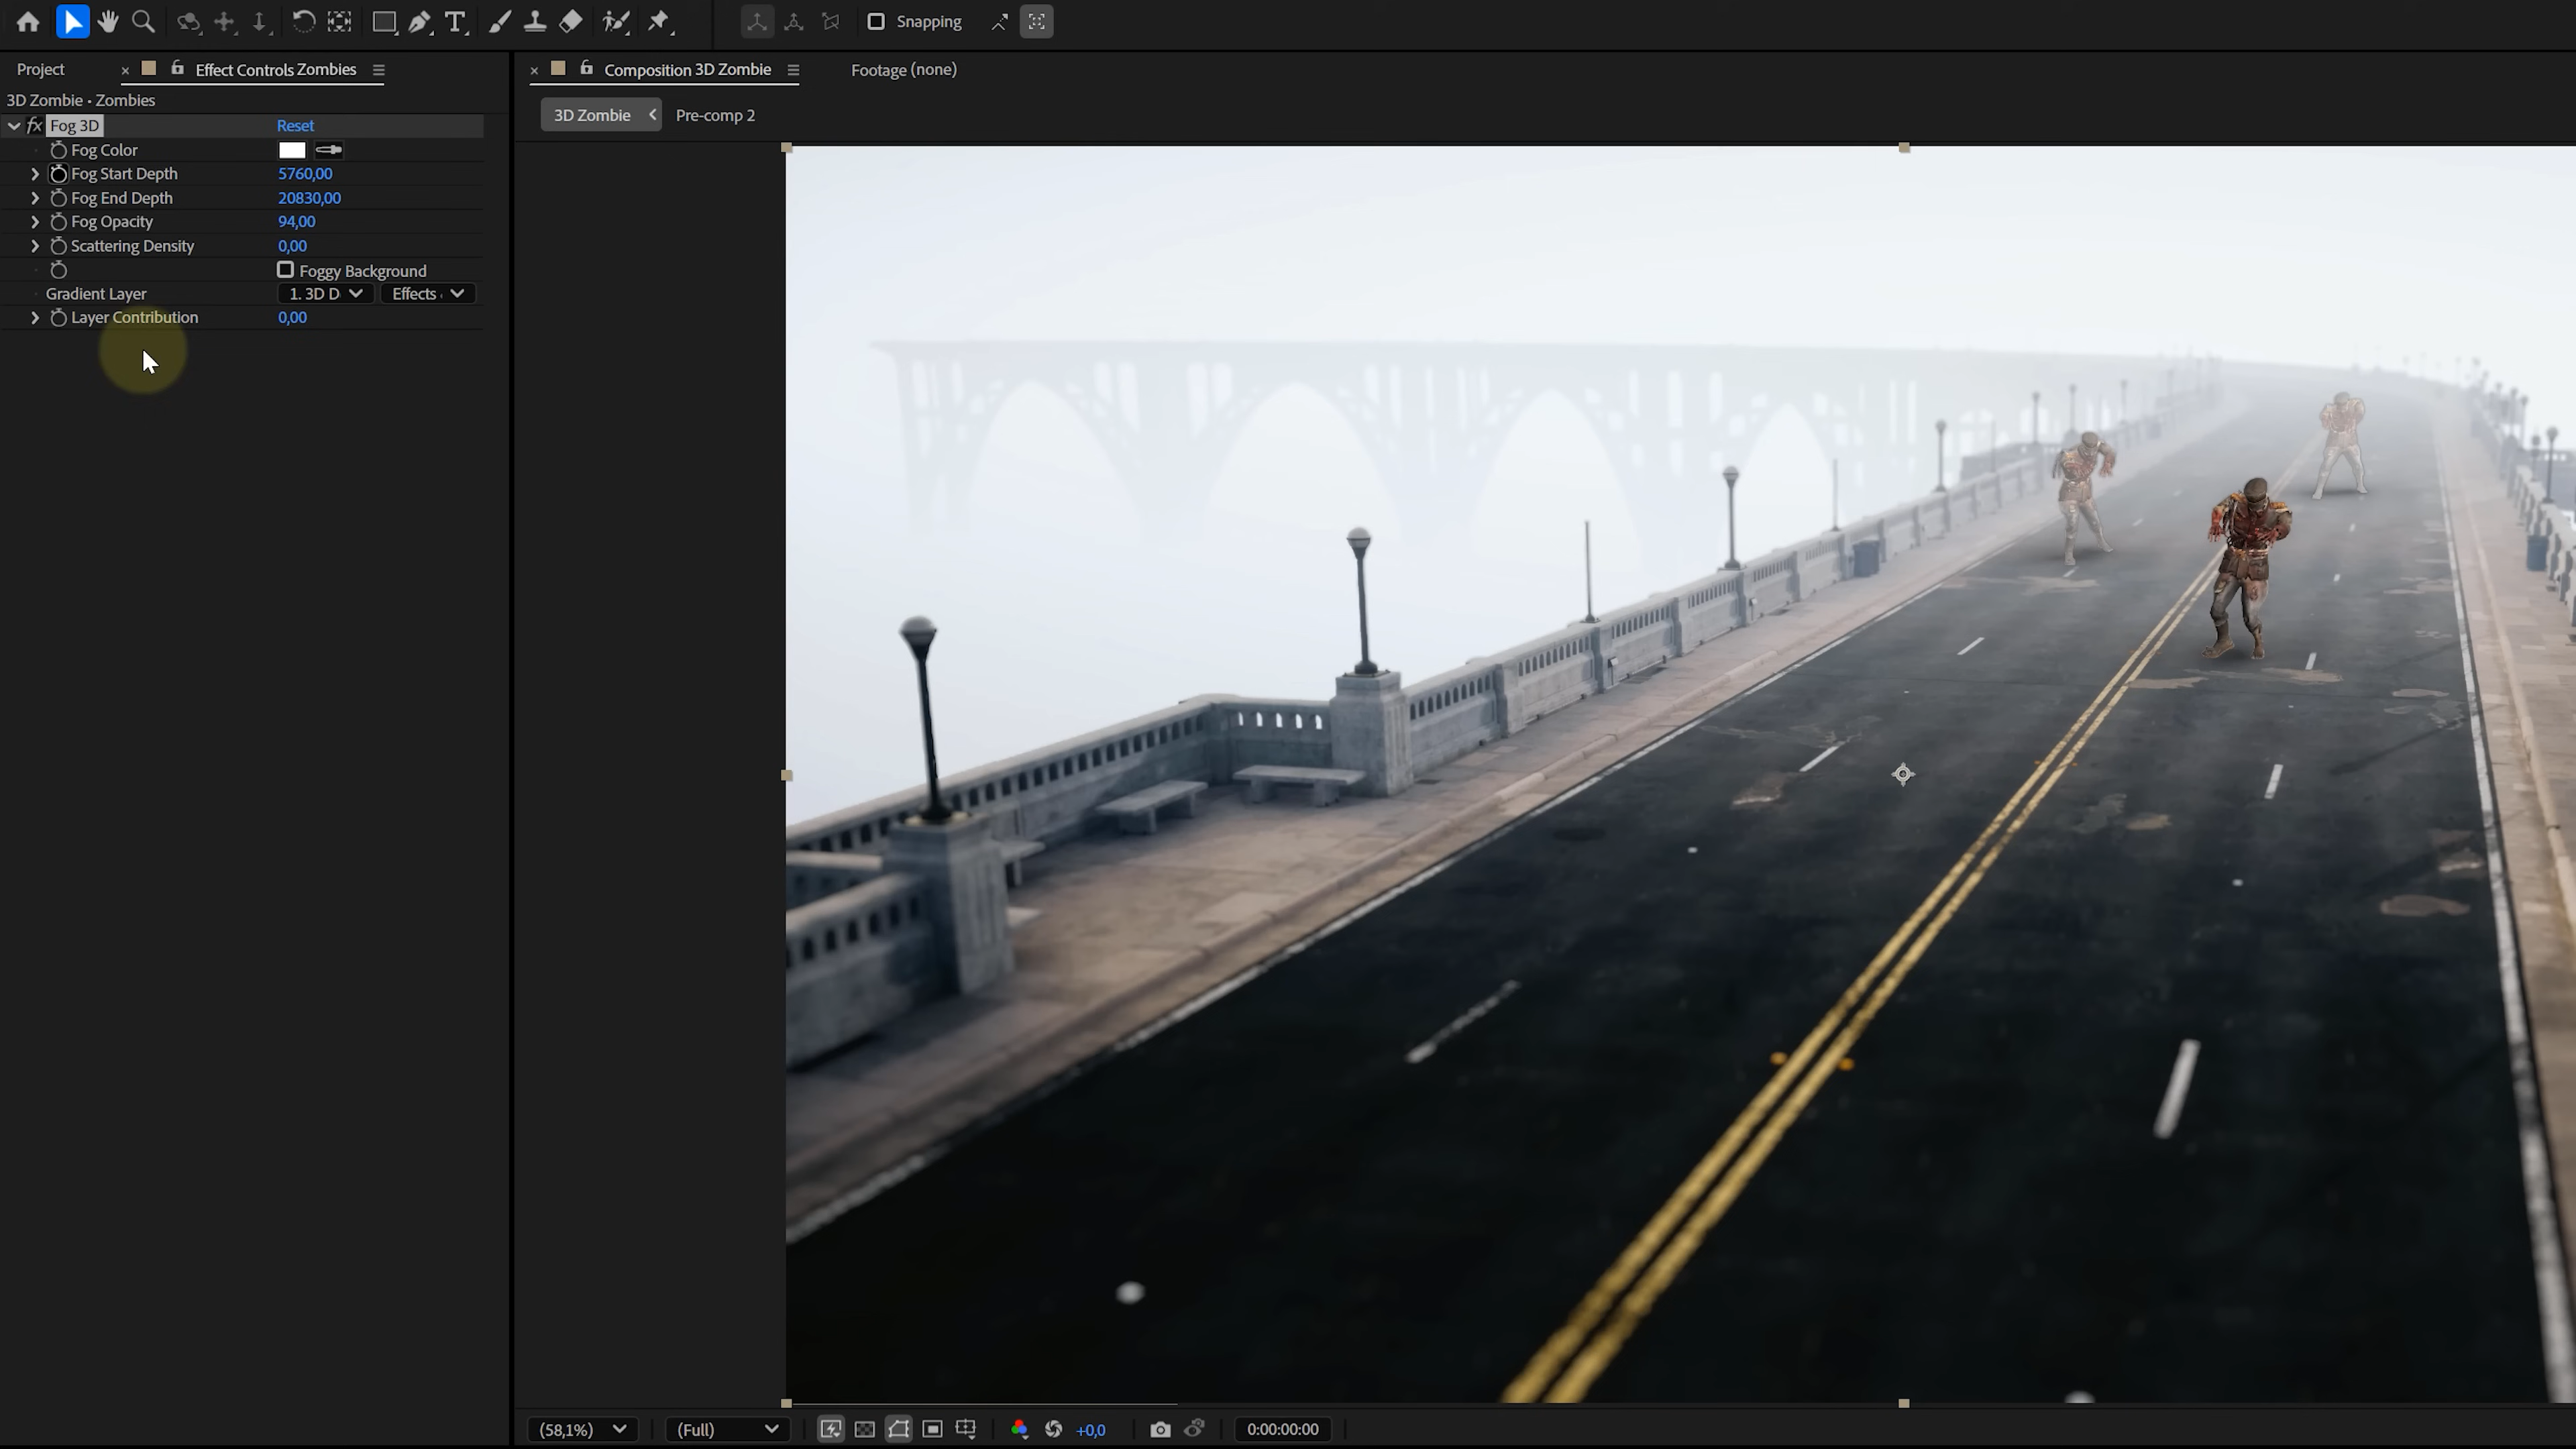 Snapping
Project
Effect Controls Zombies
Composition 3D Zombie
Footage (none)
3D Zombie • Zombies
3D Zombie
Pre-comp 2
fx Fog 3D Reset
Fog Color
Fog Start Depth 5760,00
Fog End Depth 20830,00
Fog Opacity 94,00
Scattering Density 0,00
Foggy Background
Gradient Layer 1. 3D D Effects
Layer Contribution 0,00
(58,1%) (Full) +0,0 0:00:00:00